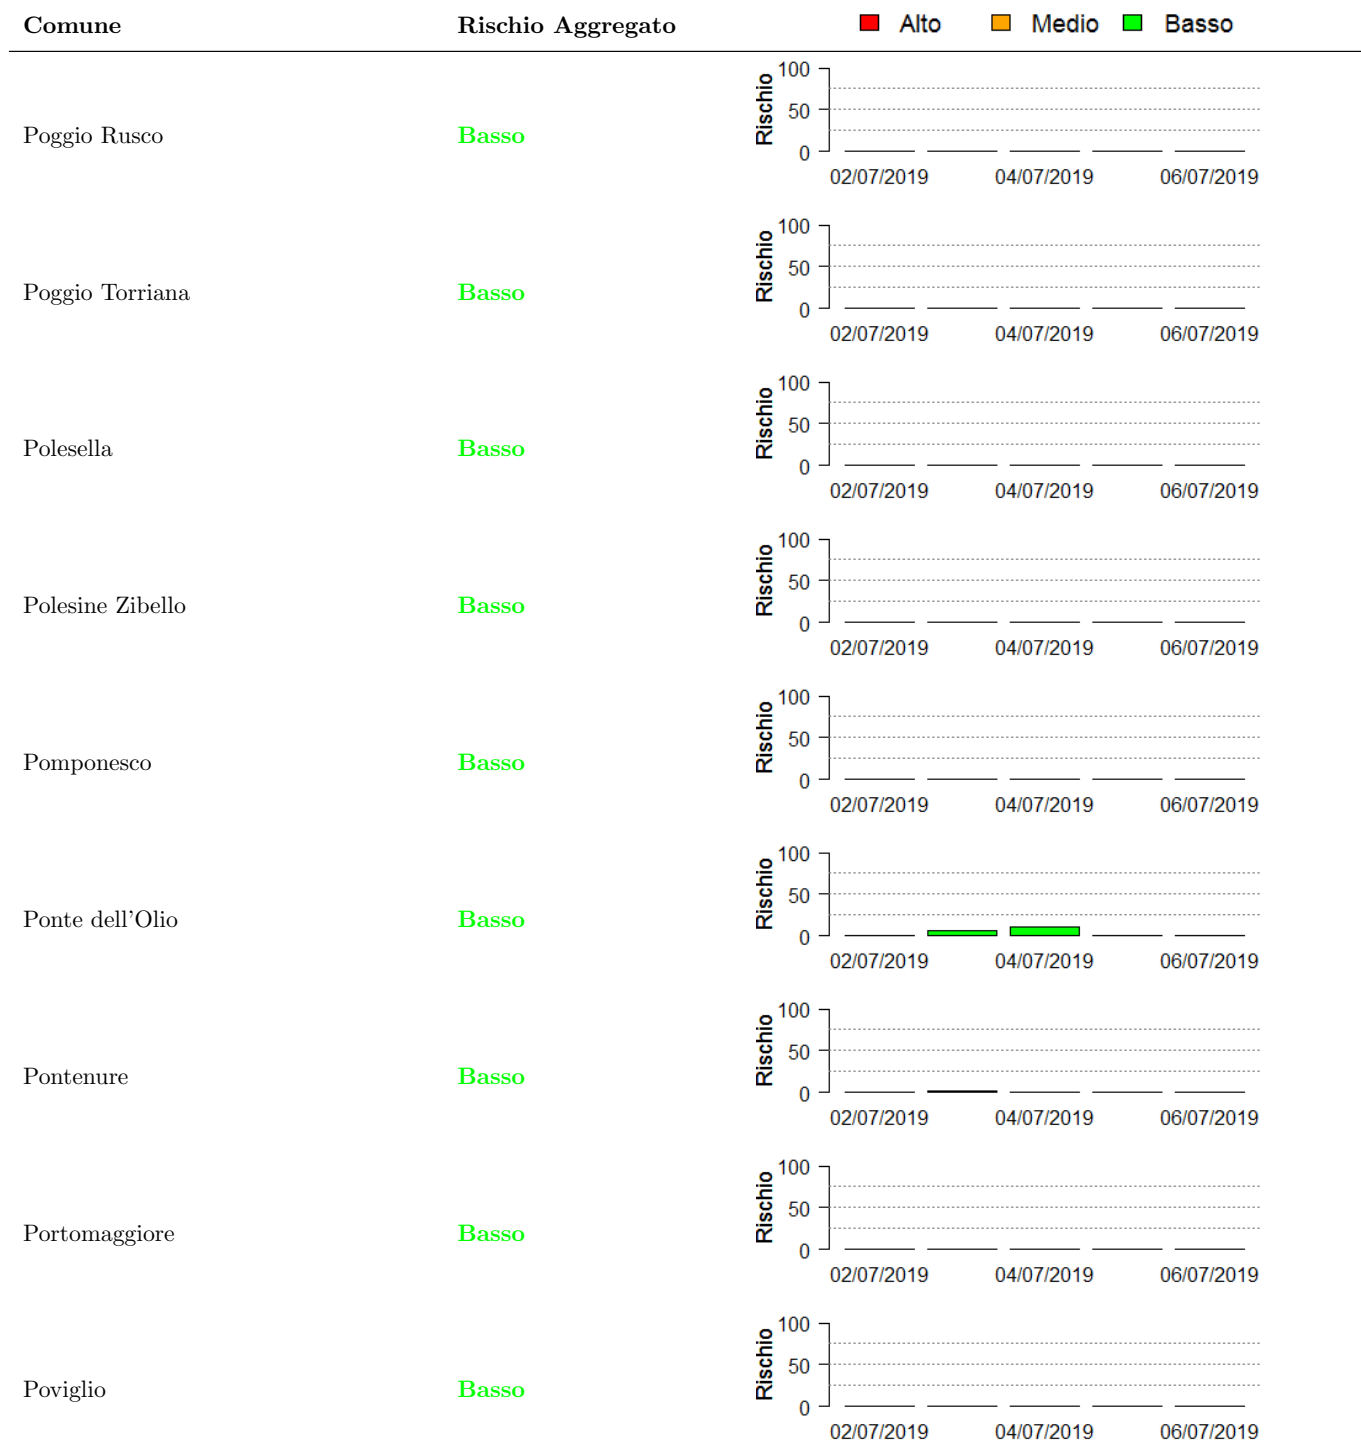 Comune Rischio Aggregato Alto Medio Basso
Poggio Rusco Basso
Rischio
100
50
0
02/07/2019 04/07/2019 06/07/2019
Poggio Torriana Basso
Rischio
100
50
0
02/07/2019 04/07/2019 06/07/2019
Polesella Basso
Rischio
100
50
0
02/07/2019 04/07/2019 06/07/2019
Polesine Zibello Basso
Rischio
100
50
0
02/07/2019 04/07/2019 06/07/2019
Pomponesco Basso
Rischio
100
50
0
02/07/2019 04/07/2019 06/07/2019
Ponte dell'Olio Basso
Rischio
100
50
0
02/07/2019 04/07/2019 06/07/2019
Pontenure Basso
Rischio
100
50
0
02/07/2019 04/07/2019 06/07/2019
Portomaggiore Basso
Rischio
100
50
0
02/07/2019 04/07/2019 06/07/2019
Poviglio Basso
Rischio
100
50
0
02/07/2019 04/07/2019 06/07/2019